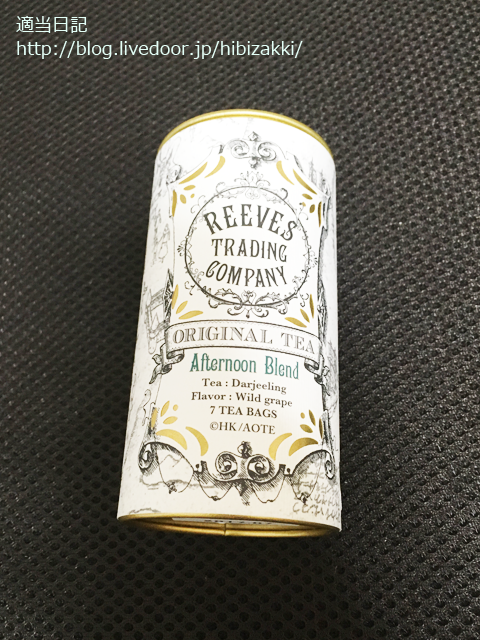 適当日記
http://blog.livedoor.jp/hibizakki/
REEVES
TRADING
COMPANY
ORIGINAL TEA
Afternoon Blend
Tea : Darjeeling
Flavor : Wild grape
7 TEA BAGS
©HK/AOTE